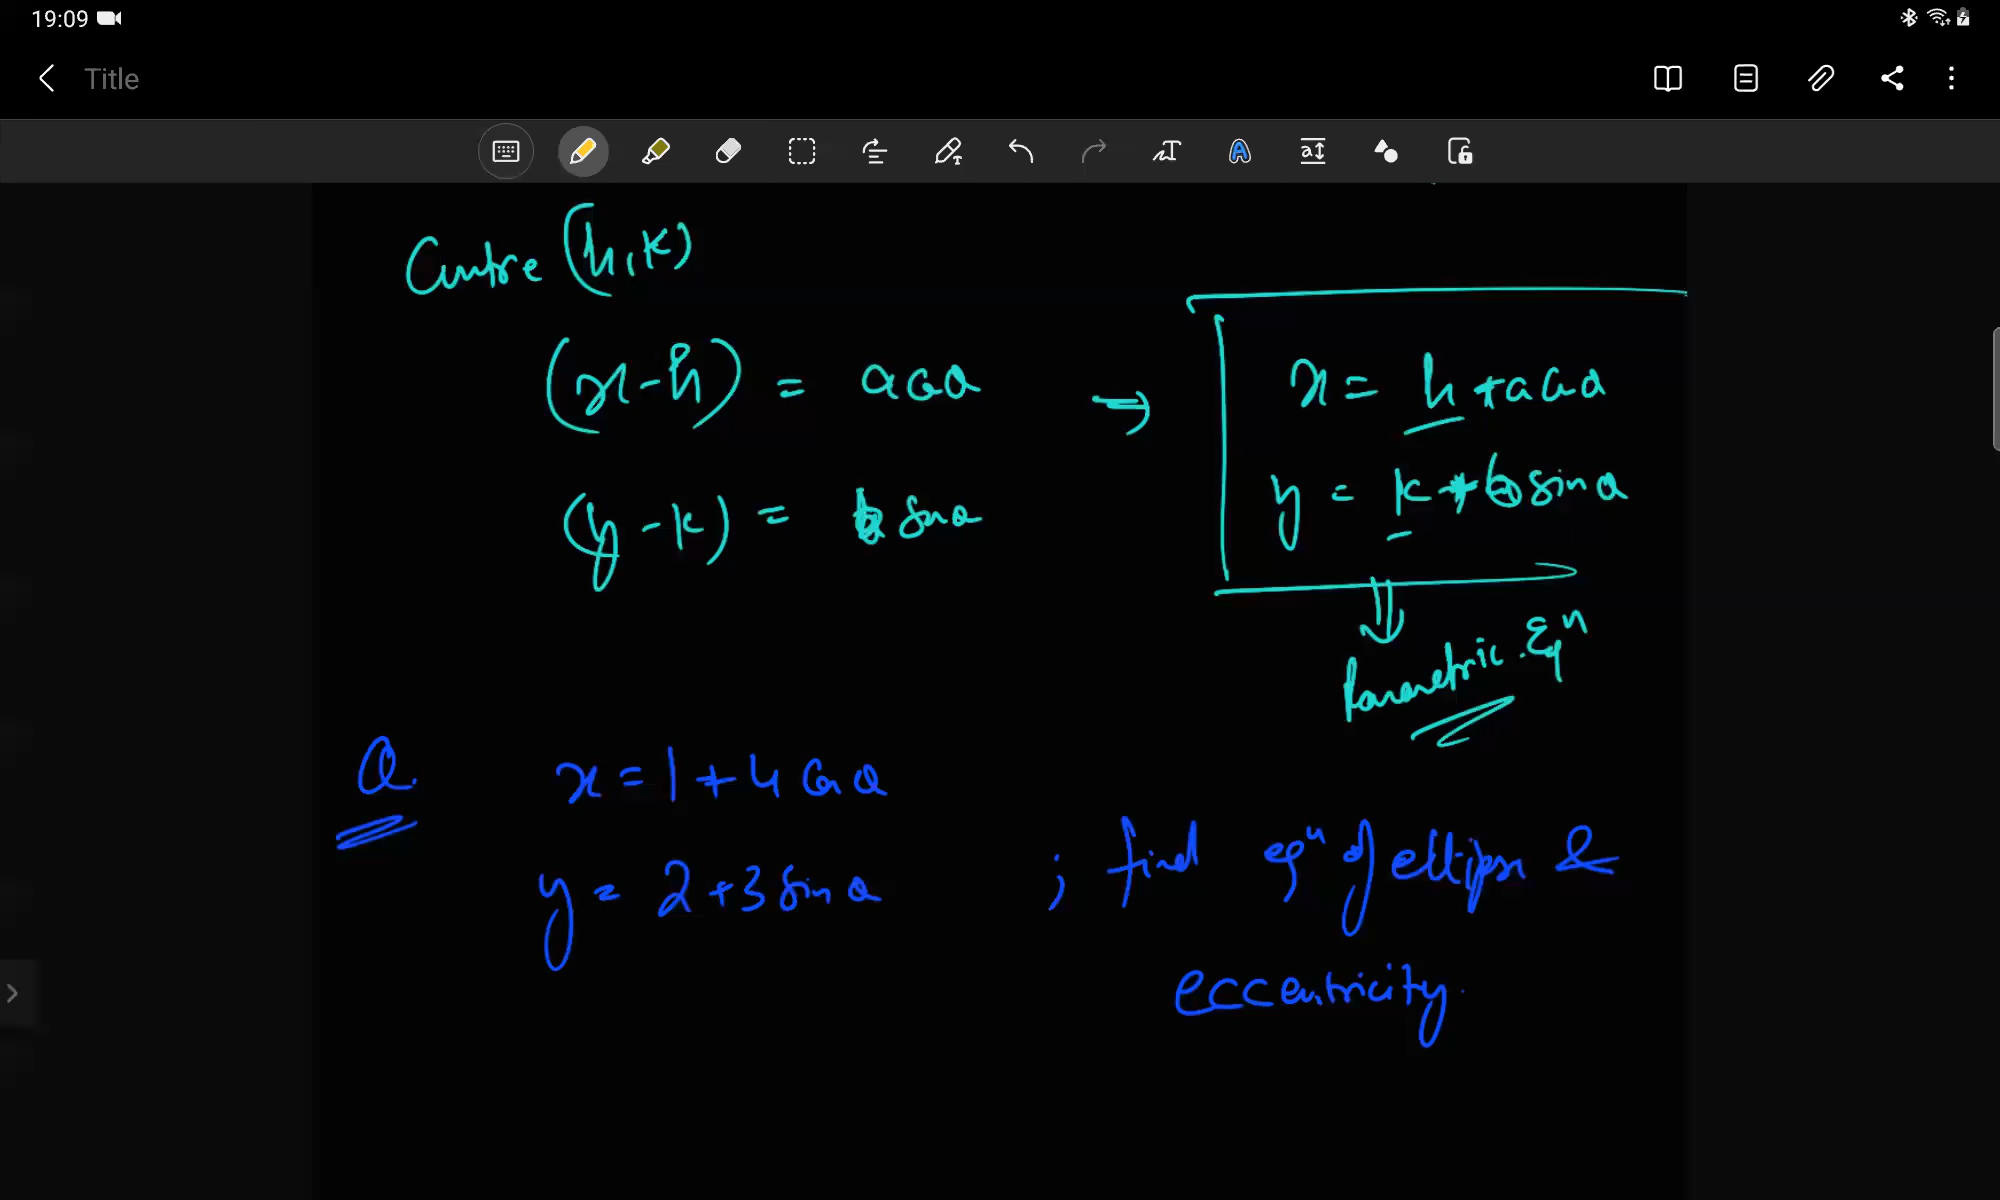 19:09
Title
Centre (h,k)
(x-h) = a cos θ → x = h + a cos θ
(y-k) = b sin θ y = k + b sin θ
Parametric Eqⁿ
Q. x = 1 + 4 cos θ
y = 2 + 3 sin θ ; find eqⁿ of ellipse &
eccentricity.